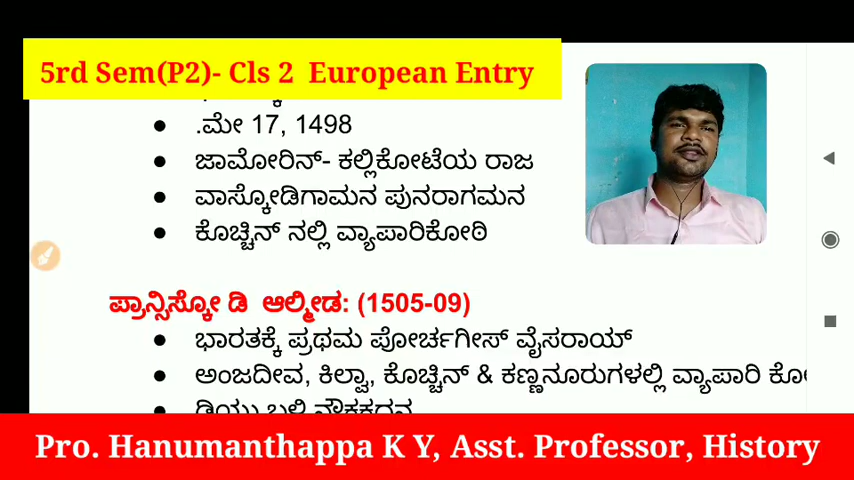 5rd Sem(P2)- Cls 2 European Entry
.ಮೇ 17, 1498
ಜಾಮೋರಿನ್- ಕಲ್ಲಿಕೋಟೆಯ ರಾಜ
ವಾಸ್ಕೋಡಿಗಾಮನ ಪುನರಾಗಮನ
ಕೊಚ್ಚಿನ್ ನಲ್ಲಿ ವ್ಯಾಪಾರಿಕೋಠಿ
ಪ್ರಾನ್ಸಿಸ್ಕೋ ಡಿ ಆಲ್ಮೀಡ: (1505-09)
ಭಾರತಕ್ಕೆ ಪ್ರಥಮ ಪೋರ್ಚಗೀಸ್ ವೈಸರಾಯ್
ಅಂಜದೀವ, ಕಿಲ್ವಾ, ಕೊಚ್ಚಿನ್ & ಕಣ್ಣನೂರುಗಳಲ್ಲಿ ವ್ಯಾಪಾರಿ
Pro. Hanumanthappa K Y, Asst. Professor, History